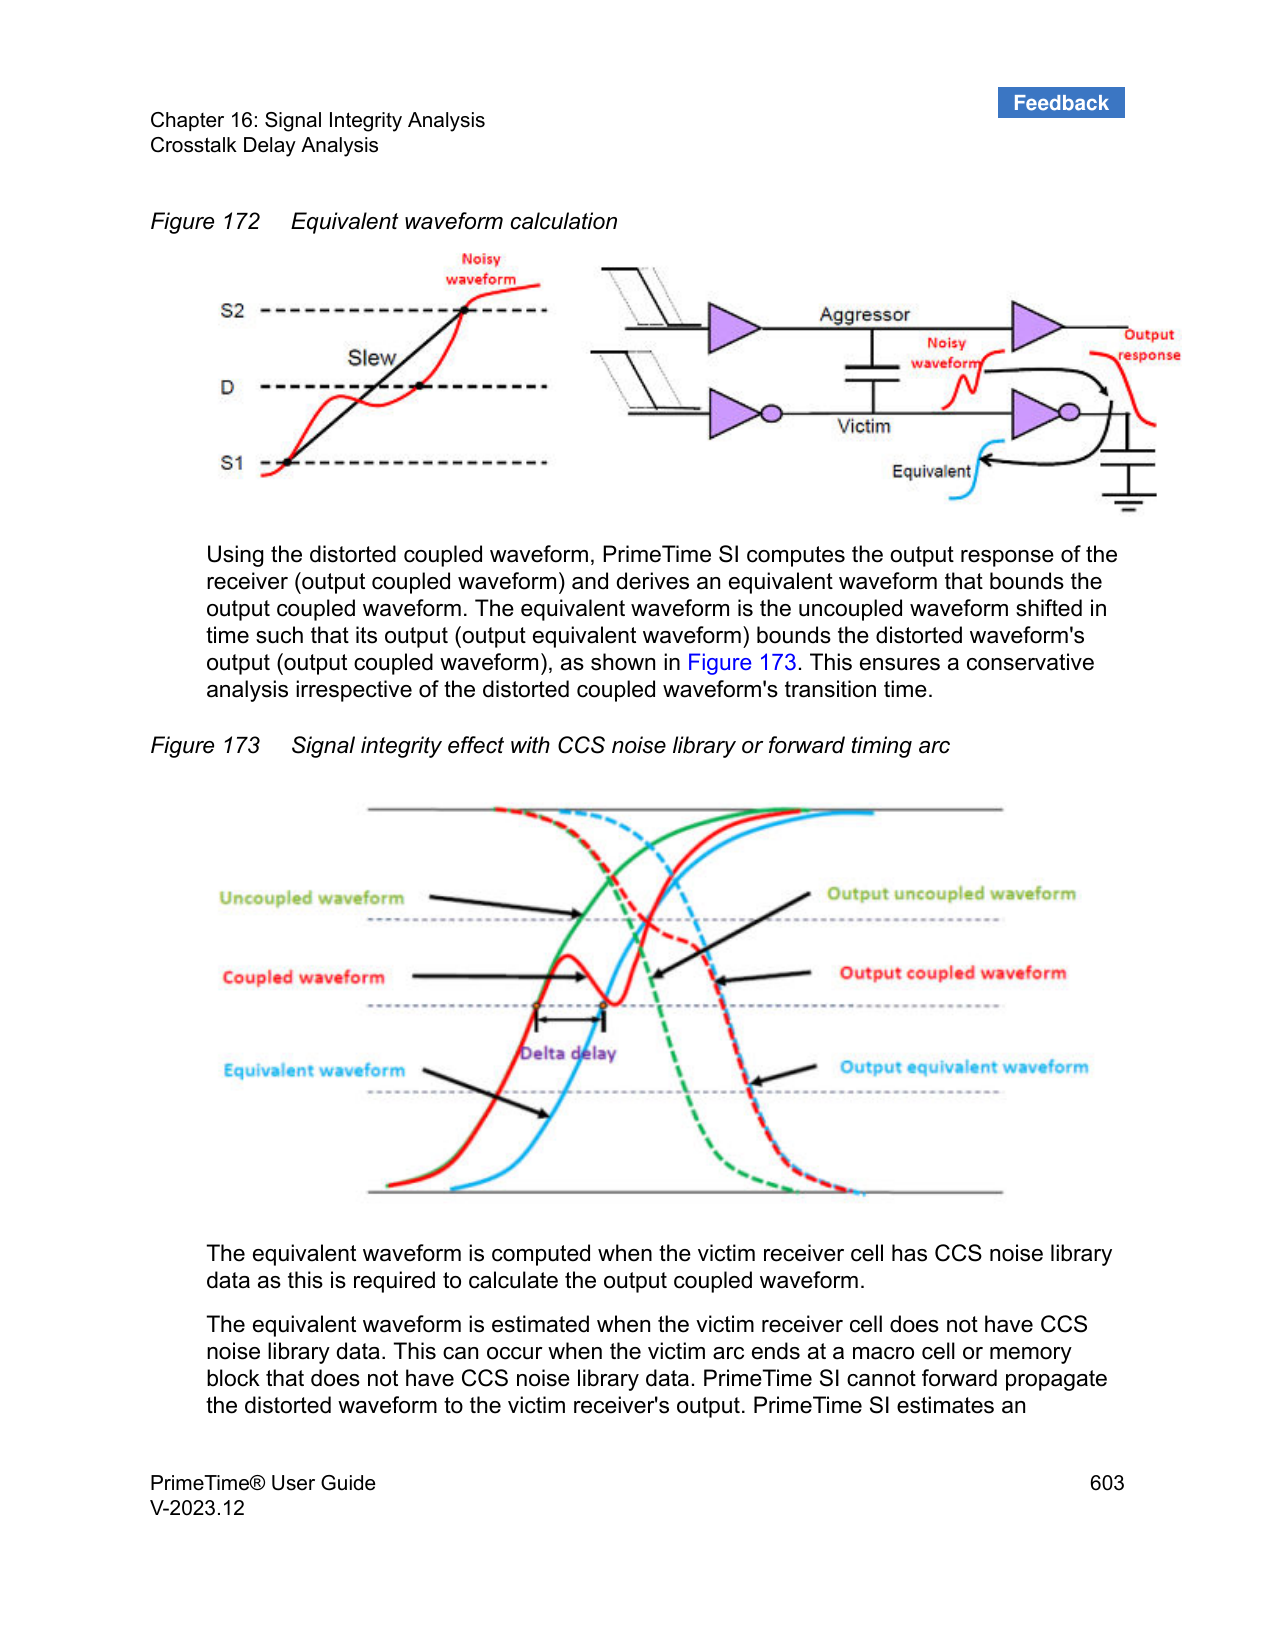 Feedback
Chapter 16: Signal Integrity Analysis
Crosstalk Delay Analysis
Figure 172 Equivalent waveform calculation
Noisy
waveform
S2
Slew
D
S1
Aggressor
Noisy
waveform
Output
response
Victim
Equivalent
Using the distorted coupled waveform, PrimeTime SI computes the output response of the
receiver (output coupled waveform) and derives an equivalent waveform that bounds the
output coupled waveform. The equivalent waveform is the uncoupled waveform shifted in
time such that its output (output equivalent waveform) bounds the distorted waveform's
output (output coupled waveform), as shown in Figure 173. This ensures a conservative
analysis irrespective of the distorted coupled waveform's transition time.
Figure 173 Signal integrity effect with CCS noise library or forward timing arc
Uncoupled waveform
Output uncoupled waveform
Coupled waveform
Output coupled waveform
Delta delay
Equivalent waveform
Output equivalent waveform
The equivalent waveform is computed when the victim receiver cell has CCS noise library
data as this is required to calculate the output coupled waveform.
The equivalent waveform is estimated when the victim receiver cell does not have CCS
noise library data. This can occur when the victim arc ends at a macro cell or memory
block that does not have CCS noise library data. PrimeTime SI cannot forward propagate
the distorted waveform to the victim receiver's output. PrimeTime SI estimates an
PrimeTime® User Guide 603
V-2023.12